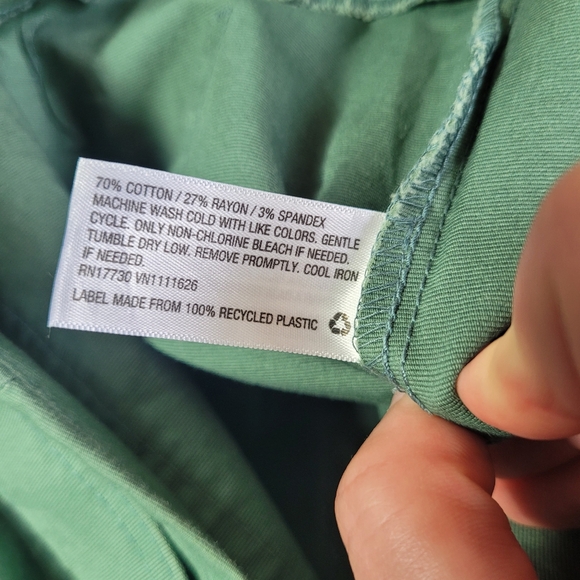 70% COTTON / 27% RAYON / 3% SPANDEX
MACHINE WASH COLD WITH LIKE COLORS. GENTLE
CYCLE. ONLY NON-CHLORINE BLEACH IF NEEDED.
TUMBLE DRY LOW. REMOVE PROMPTLY. COOL IRON
IF NEEDED.
RN17730 VN1111626
LABEL MADE FROM 100% RECYCLED PLASTIC